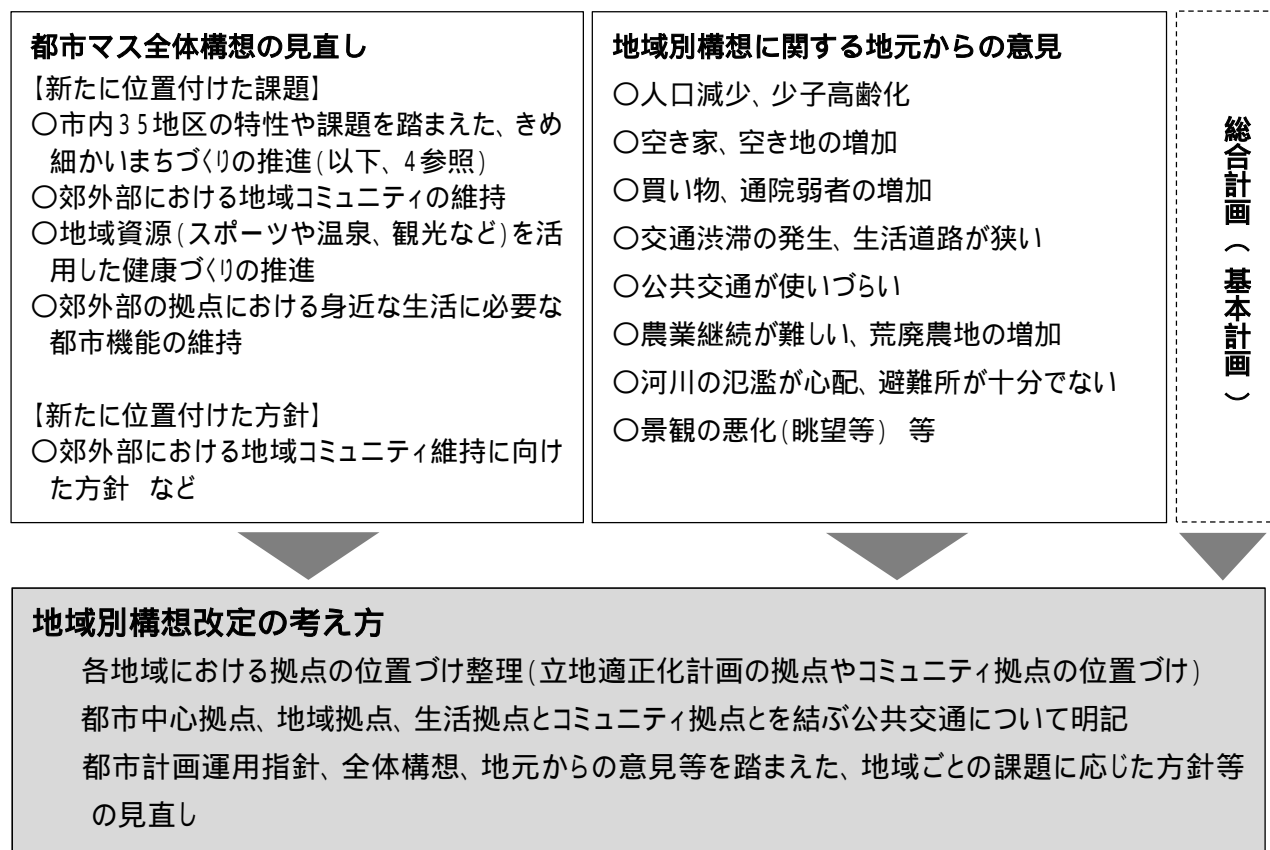 都市マス全体構想の見直し
【新たに位置付けた課題】
○市内35地区の特性や課題を踏まえた、きめ
細かいまちづくりの推進(以下、4参照)
○郊外部における地域コミュニティの維持
○地域資源(スポーツや温泉、観光など)を活
用した健康づくりの推進
○郊外部の拠点における身近な生活に必要な
都市機能の維持
【新たに位置付けた方針】
○郊外部における地域コミュニティ維持に向け
た方針 など
地域別構想に関する地元からの意見
○人口減少、少子高齢化
○空き家、空き地の増加
○買い物、通院弱者の増加
○交通渋滞の発生、生活道路が狭い
○公共交通が使いづらい
○農業継続が難しい、荒廃農地の増加
○河川の氾濫が心配、避難所が十分でない
○景観の悪化(眺望等) 等
総合計画(基本計画)
地域別構想改定の考え方
各地域における拠点の位置づけ整理(立地適正化計画の拠点やコミュニティ拠点の位置づけ)
都市中心拠点、地域拠点、生活拠点とコミュニティ拠点とを結ぶ公共交通について明記
都市計画運用指針、全体構想、地元からの意見等を踏まえた、地域ごとの課題に応じた方針等
の見直し